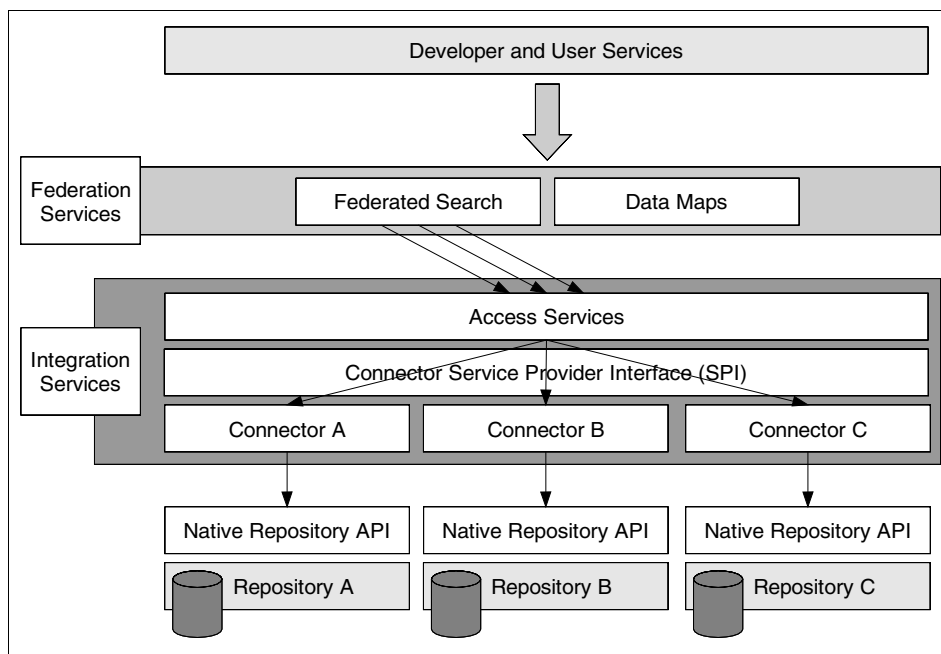 Developer and User Services
Federation
Services
Federated Search
Data Maps
Access Services
Integration
Services
Connector Service Provider Interface (SPI)
Connector A
Connector B
Connector C
Native Repository API
Native Repository API
Native Repository API
Repository A
Repository B
Repository C